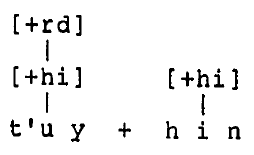 [+rd]
[+hi] [+hi]
t'u y + h i n